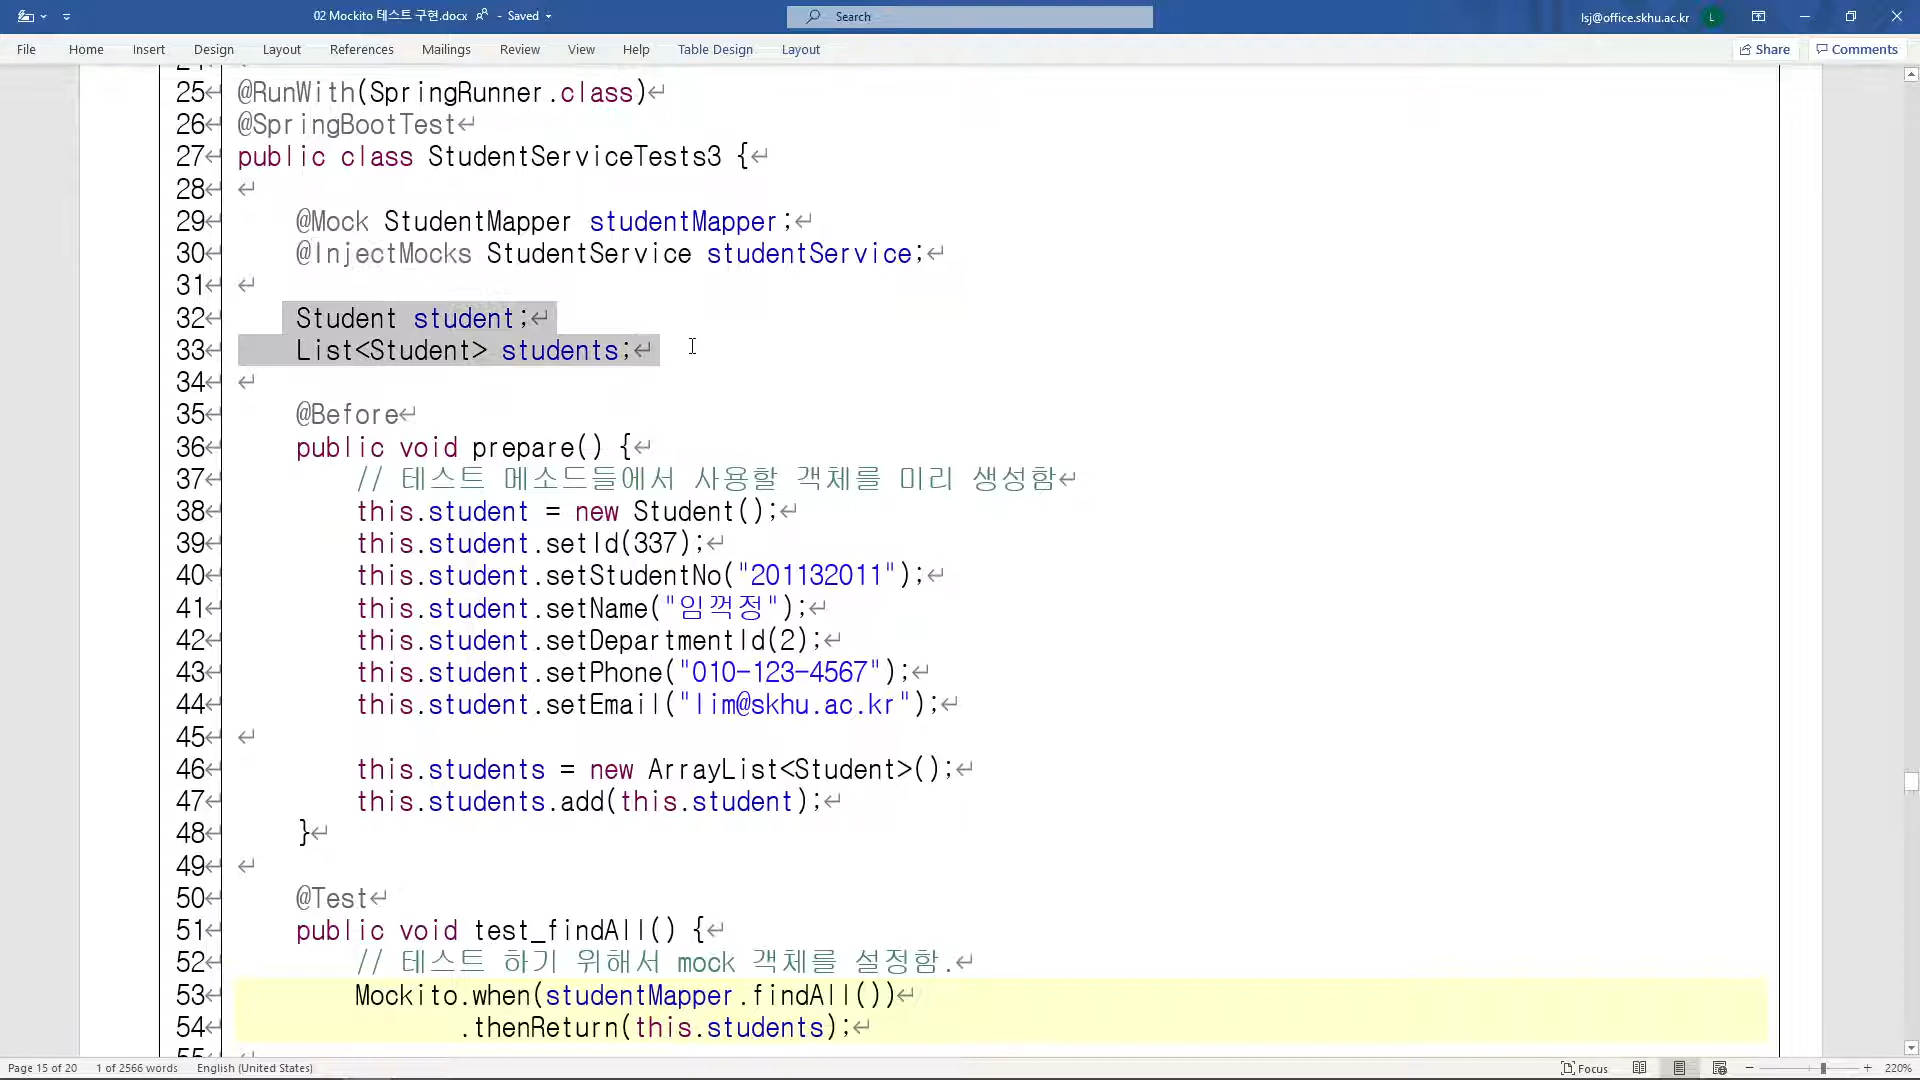 02 Mockito 테스트 구현.docx - Saved
Search
lsj@office.skhu.ac.kr L
File Home Insert Design Layout References Mailings Review View Help Table Design Layout Share Comments
25 @RunWith(SpringRunner.class)
26 @SpringBootTest
27 public class StudentServiceTests3 {
28
29 @Mock StudentMapper studentMapper;
30 @InjectMocks StudentService studentService;
31
32 Student student;
33 List<Student> students;
34
35 @Before
36 public void prepare() {
37 // 테스트 메소드들에서 사용할 객체를 미리 생성함
38 this.student = new Student();
39 this.student.setId(337);
40 this.student.setStudentNo("201132011");
41 this.student.setName("임꺽정");
42 this.student.setDepartmentId(2);
43 this.student.setPhone("010-123-4567");
44 this.student.setEmail("lim@skhu.ac.kr");
45
46 this.students = new ArrayList<Student>();
47 this.students.add(this.student);
48 }
49
50 @Test
51 public void test_findAll() {
52 // 테스트 하기 위해서 mock 객체를 설정함.
53 Mockito.when(studentMapper.findAll())
54 .thenReturn(this.students);
Page 15 of 20 1 of 2566 words English (United States) Focus 220%